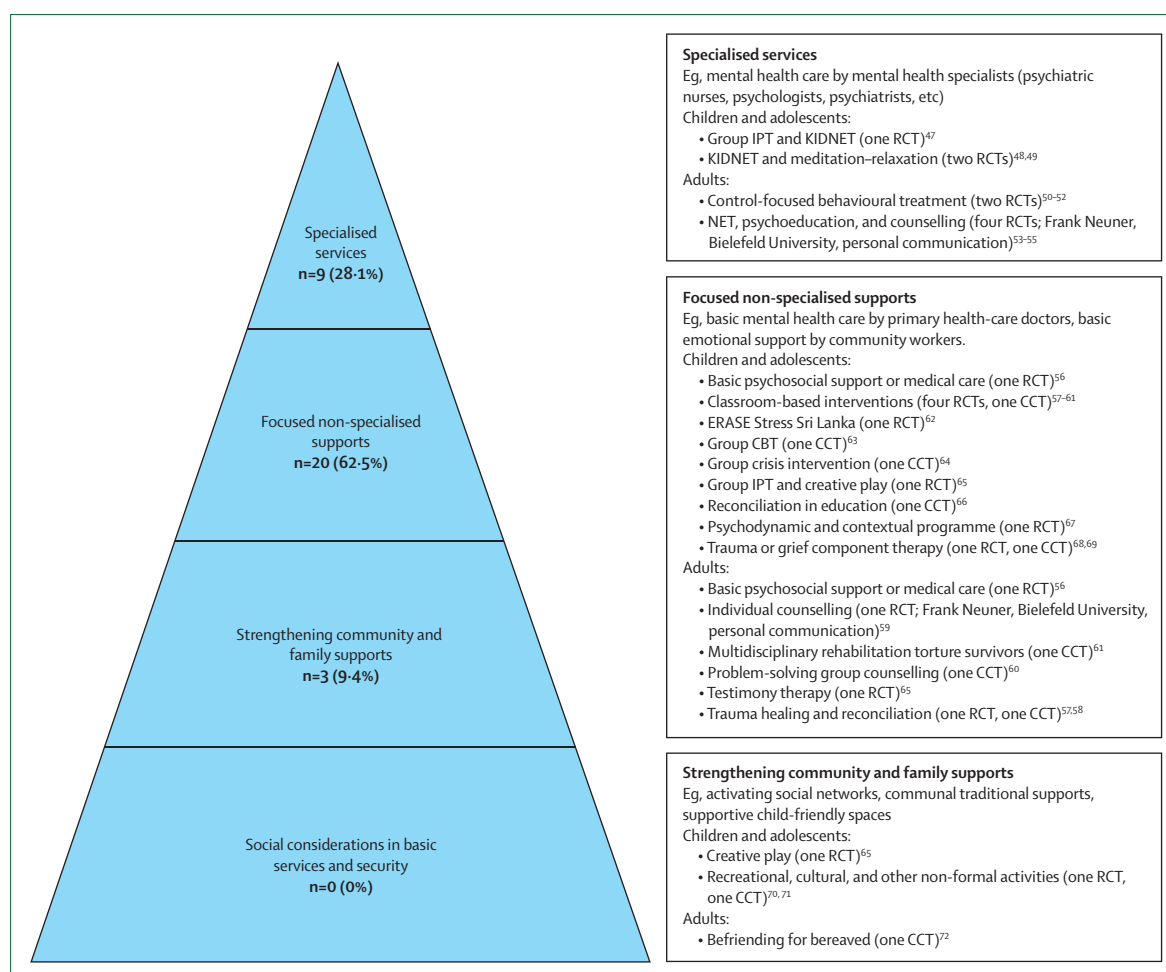 Specialised
services
n=9 (28·1%)
Focused non-specialised
supports
n=20 (62·5%)
Strengthening community and
family supports
n=3 (9·4%)
Social considerations in basic
services and security
n=0 (0%)
Specialised services
Eg, mental health care by mental health specialists (psychiatric
nurses, psychologists, psychiatrists, etc)
Children and adolescents:
• Group IPT and KIDNET (one RCT)47
• KIDNET and meditation–relaxation (two RCTs)48,49
Adults:
• Control-focused behavioural treatment (two RCTs)50–52
• NET, psychoeducation, and counselling (four RCTs; Frank Neuner,
Bielefeld University, personal communication)53–55
Focused non-specialised supports
Eg, basic mental health care by primary health-care doctors, basic
emotional support by community workers.
Children and adolescents:
• Basic psychosocial support or medical care (one RCT)56
• Classroom-based interventions (four RCTs, one CCT)57–61
• ERASE Stress Sri Lanka (one RCT)62
• Group CBT (one CCT)63
• Group crisis intervention (one CCT)64
• Group IPT and creative play (one RCT)65
• Reconciliation in education (one CCT)66
• Psychodynamic and contextual programme (one RCT)67
• Trauma or grief component therapy (one RCT, one CCT)68,69
Adults:
• Basic psychosocial support or medical care (one RCT)56
• Individual counselling (one RCT; Frank Neuner, Bielefeld University,
personal communication)59
• Multidisciplinary rehabilitation torture survivors (one CCT)61
• Problem-solving group counselling (one CCT)60
• Testimony therapy (one RCT)65
• Trauma healing and reconciliation (one RCT, one CCT)57,58
Strengthening community and family supports
Eg, activating social networks, communal traditional supports,
supportive child-friendly spaces
Children and adolescents:
• Creative play (one RCT)65
• Recreational, cultural, and other non-formal activities (one RCT,
one CCT)70,71
Adults:
• Befriending for bereaved (one CCT)72